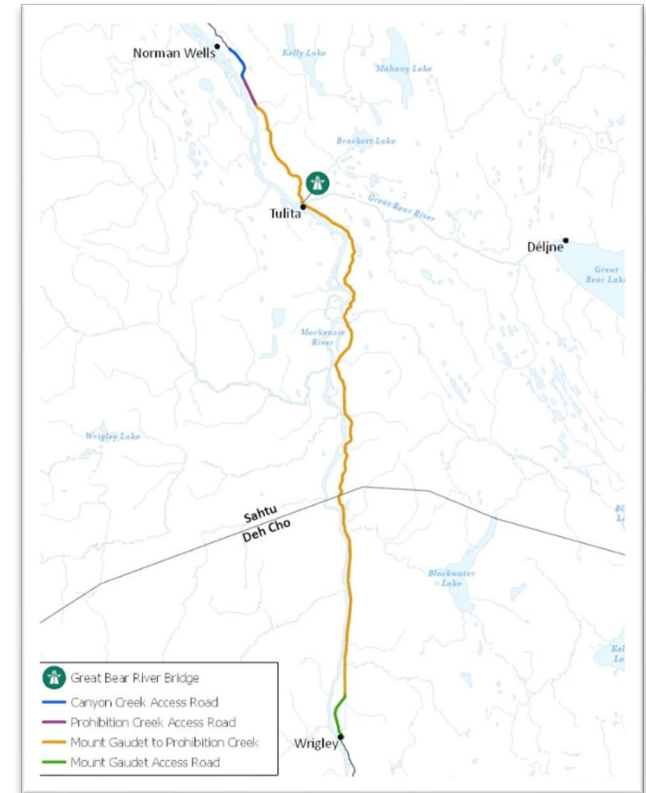 Norman Wells
Kelly Lake
Mahony Lake
Brackett Lake
Great Bear River
Tulita
Déljne
Great
Bear Lake
Mackenzie
River
Wrigley Lake
Sahtu
Deh Cho
Blackwater
Lake
Wrigley
Great Bear River Bridge
Canyon Creek Access Road
Prohibition Creek Access Road
Mount Gaudet to Prohibition Creek
Mount Gaudet Access Road